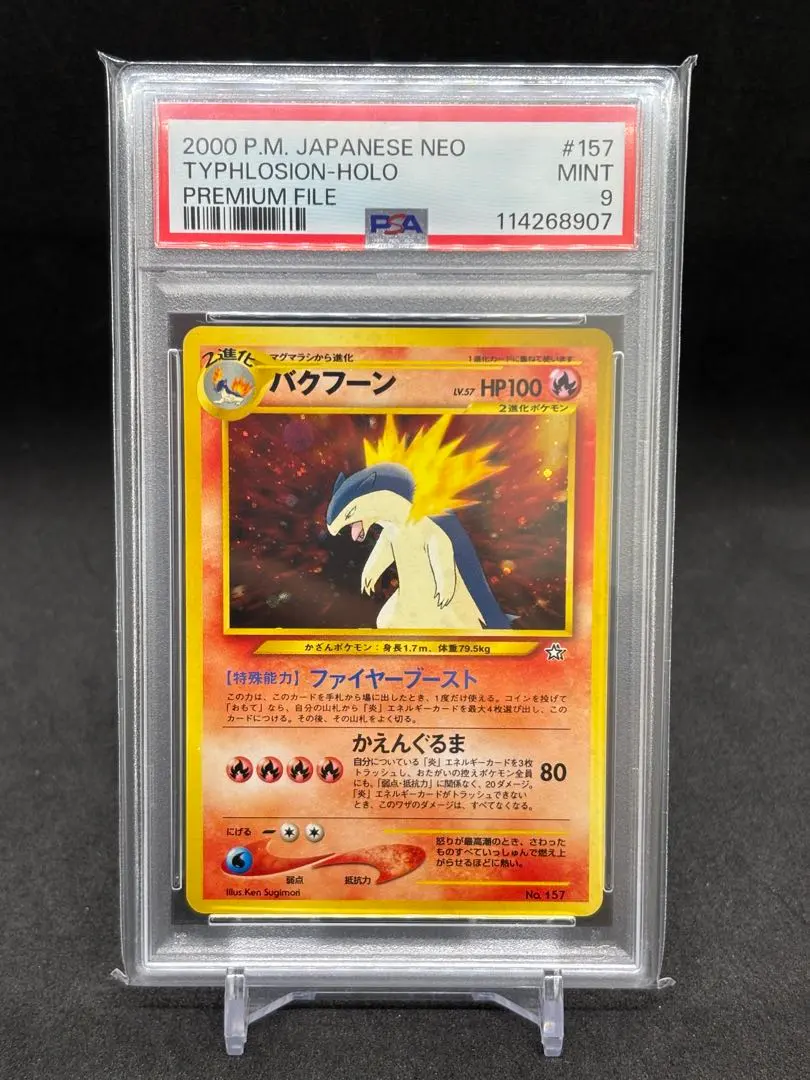 2000 P.M. JAPANESE NEO #157
TYPHLOSION-HOLO MINT
PREMIUM FILE 9
PSA 114268907
2進化 マグマラシから進化 1進化カードに重ねて使います
バクフーン LV.57 HP100
2進化ポケモン
かざんポケモン：身長1.7m、体重79.5kg
【特殊能力】ファイヤーブースト
この力は、このカードを手札から場に出したとき、1度だけ使える。コインを投げて
「おもて」なら、自分の山札から「炎」エネルギーカードを最大4枚選び出し、この
カードにつける。その後、その山札をよく切る。
かえんぐるま
自分についている「炎」エネルギーカードを3枚
トラッシュし、おたがいの控えポケモン全員
にも、「弱点・抵抗力」に関係なく、20ダメージ。
「炎」エネルギーカードがトラッシュできない
とき、このワザのダメージは、すべてなくなる。
80
にげる
弱点 抵抗力
怒りが最高潮のとき、さわった
ものすべていっしゅんで燃え上
がらせるほどに熱い。
Illus. Ken Sugimori No. 157